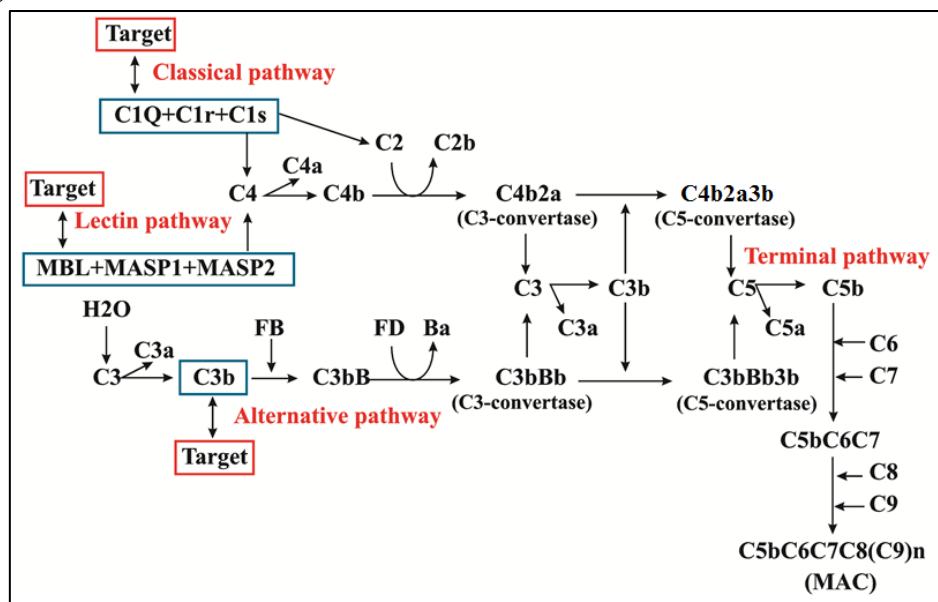 Target
Classical pathway
C1Q+C1r+C1s
C2
C2b
C4a
C4
C4b
C4b2a
(C3-convertase)
C4b2a3b
(C5-convertase)
Target
Lectin pathway
MBL+MASP1+MASP2
Terminal pathway
C3
C3b
C3a
C5
C5b
C5a
H2O
C3a
C3
C3b
FB
C3bB
FD
Ba
C3bBb
(C3-convertase)
C3bBb3b
(C5-convertase)
Alternative pathway
Target
C6
C7
C5bC6C7
C8
C9
C5bC6C7C8(C9)n
(MAC)